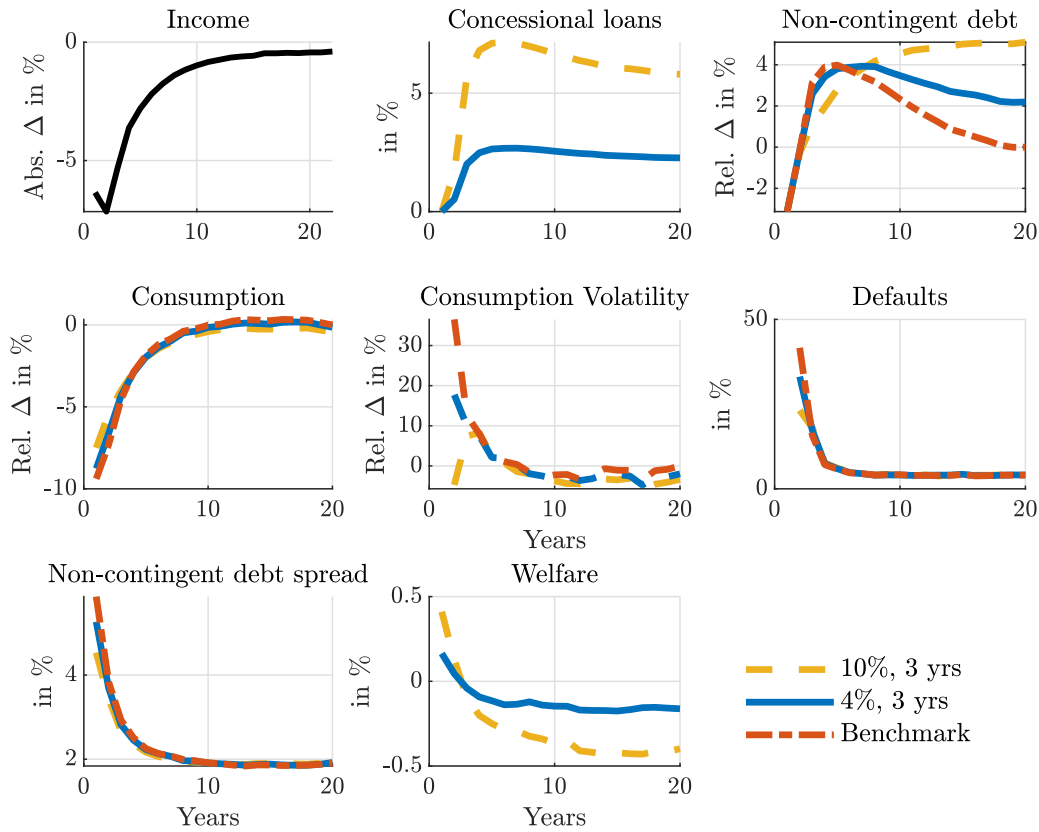 Income
Concessional loans
Non-contingent debt
Abs. Δ in %
0
-5
0
10
20
in %
5
0
0
10
20
Rel. Δ in %
4
2
0
-2
0
10
20
Consumption
Consumption Volatility
Defaults
Rel. Δ in %
0
-5
-10
0
10
20
Rel. Δ in %
30
20
10
0
0
10
20
Years
in %
50
0
0
10
20
Non-contingent debt spread
Welfare
in %
4
2
0
10
20
Years
in %
0.5
0
-0.5
0
10
20
10%, 3 yrs
4%, 3 yrs
Benchmark